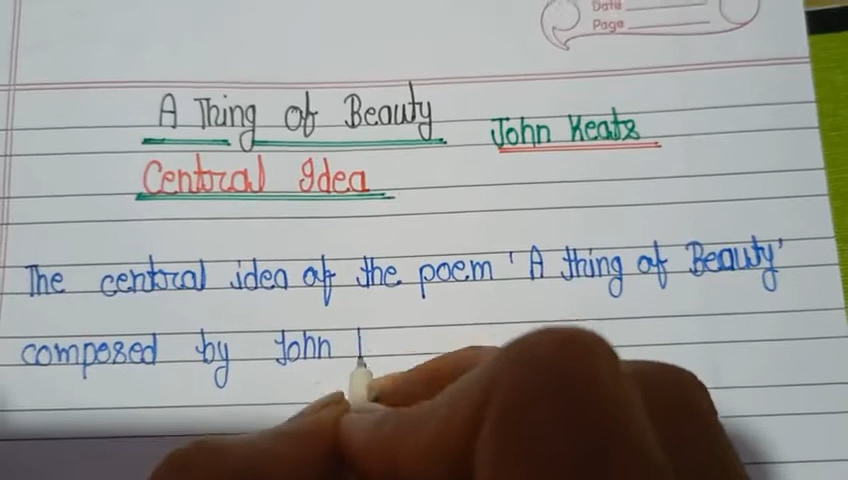 Date
Page
A Thing of Beauty
John Keats
Central Idea
The central idea of the poem 'A thing of Beauty'
composed by John